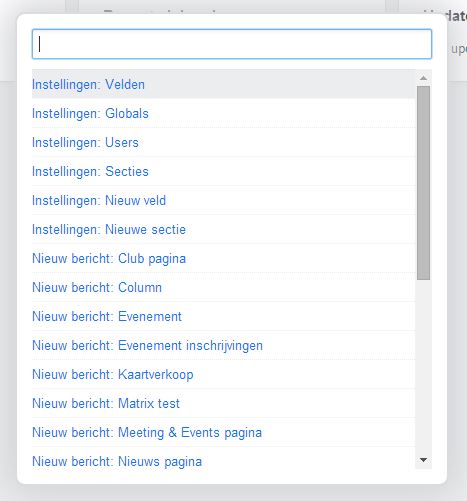 Instellingen: Velden
Instellingen: Globals
Instellingen: Users
Instellingen: Secties
Instellingen: Nieuw veld
Instellingen: Nieuwe sectie
Nieuw bericht: Club pagina
Nieuw bericht: Column
Nieuw bericht: Evenement
Nieuw bericht: Evenement inschrijvingen
Nieuw bericht: Kaartverkoop
Nieuw bericht: Matrix test
Nieuw bericht: Meeting & Events pagina
Nieuw bericht: Nieuws pagina